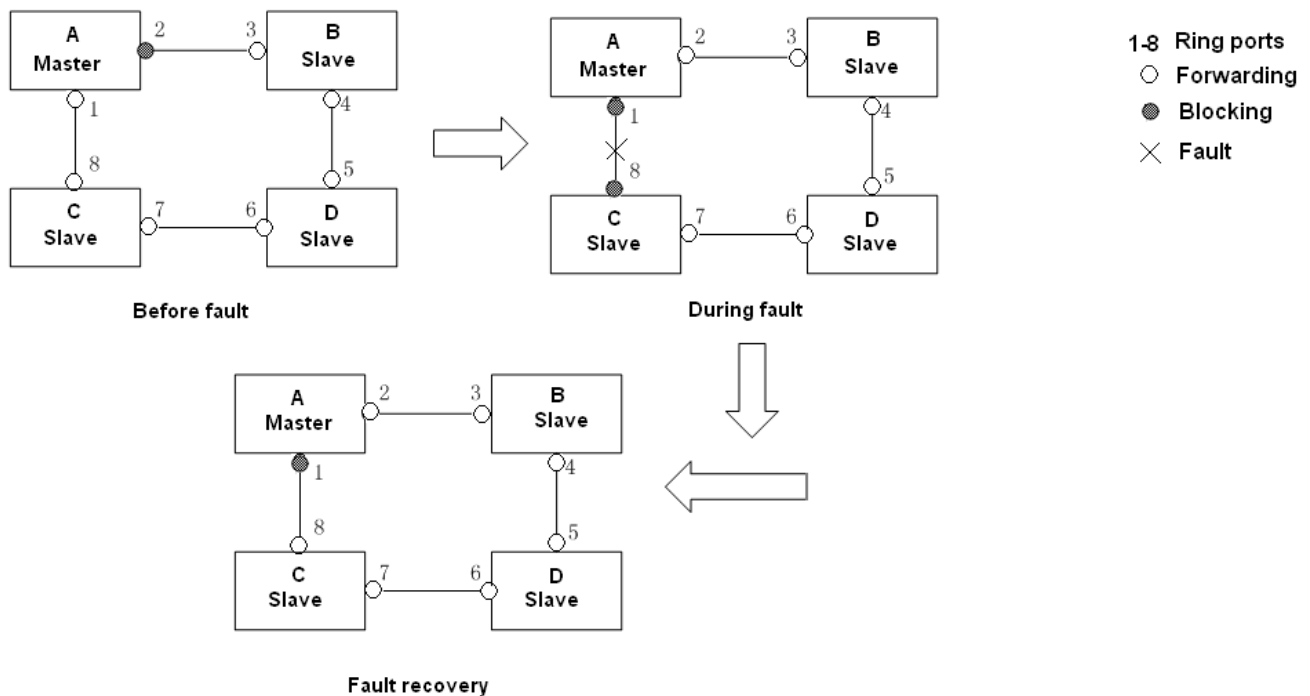 A
Master
2
3
B
Slave
1
4
8
5
C
Slave
7
6
D
Slave
Before fault
A
Master
2
3
B
Slave
1
4
8
5
C
Slave
7
6
D
Slave
During fault
1-8 Ring ports
Forwarding
Blocking
Fault
A
Master
2
3
B
Slave
1
4
8
5
C
Slave
7
6
D
Slave
Fault recovery